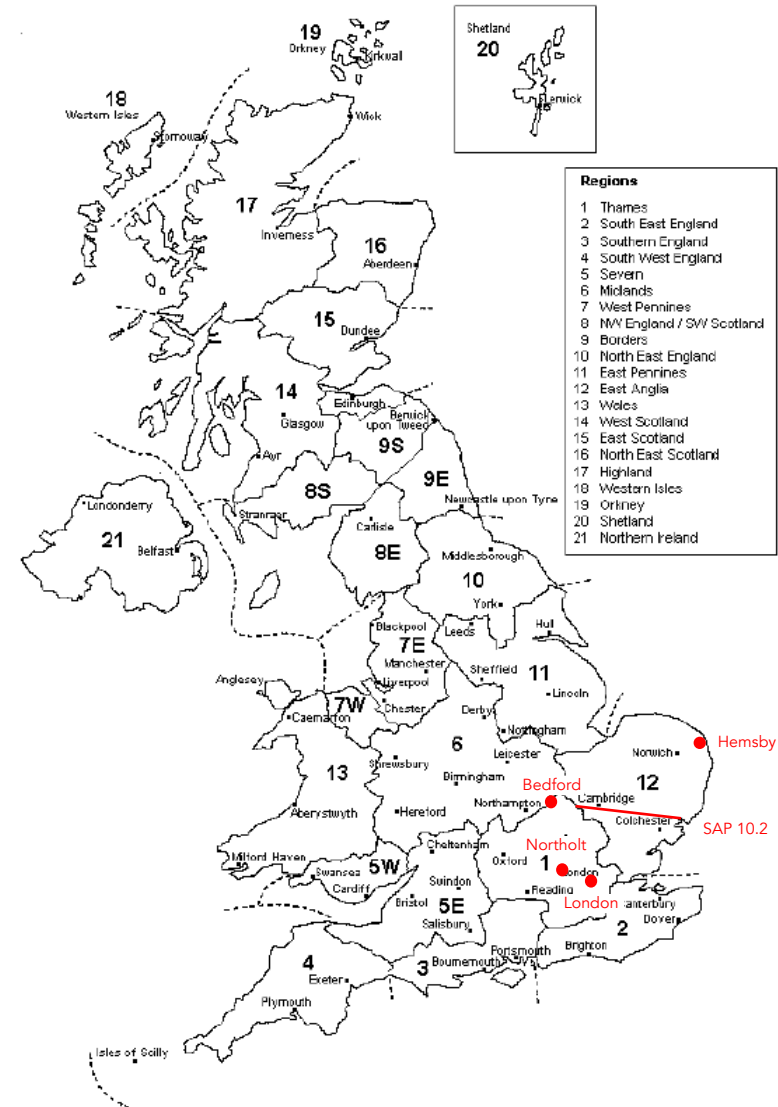 19
Orkney
Kirkwall
Shetland
20
Lerwick
18
Western Isles
Stornoway
Wick
17
Inverness
16
Aberdeen
Regions
1 Thames
2 South East England
3 Southern England
4 South West England
5 Severn
6 Midlands
7 West Pennines
8 NW England / SW Scotland
9 Borders
10 North East England
11 East Pennines
12 East Anglia
13 Wales
14 West Scotland
15 East Scotland
16 North East Scotland
17 Highland
18 Western Isles
19 Orkney
20 Shetland
21 Northern Ireland
15
Dundee
14
Edinburgh
Glasgow
Berwick
upon Tweed
9S
Ayr
8S
9E
Stranraer
Newcastle upon Tyne
Londonderry
21
Belfast
Carlisle
8E
Middlesborough
10
York
Blackpool
Leeds
Hull
7E
Manchester
Sheffield
11
Anglesey
Liverpool
Lincoln
7W
Chester
Derby
Caernarfon
Nottingham
6
Shrewsbury
Leicester
Norwich
Hemsby
13
Birmingham
12
Bedford
Aberystwyth
Hereford
Northampton
Cambridge
Colchester
SAP 10.2
Cheltenham
Northolt
Milford Haven
5W
Swansea
Oxford
1
London
Cardiff
Swindon
Reading
London
Canterbury
Bristol
5E
Dover
Salisbury
2
Portsmouth
Brighton
4
3
Bournemouth
Exeter
Plymouth
Isles of Scilly